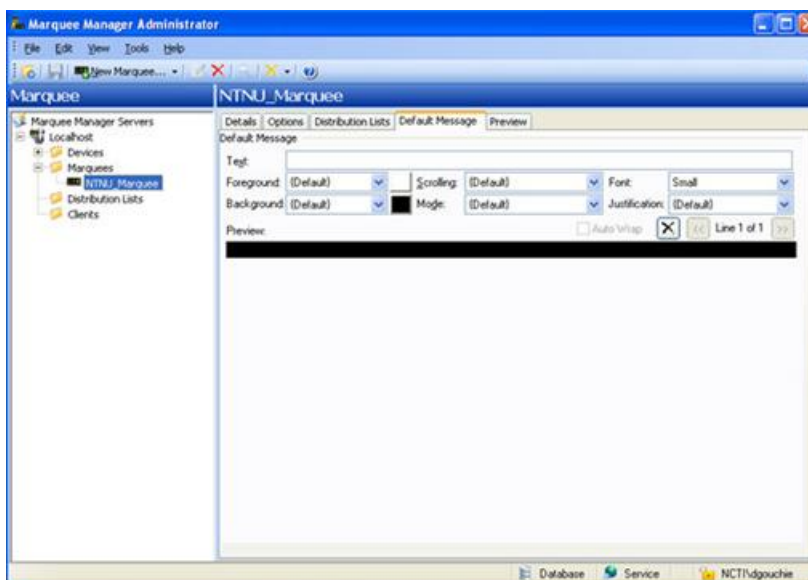 Marquee Manager Administrator
File Edit View Tools Help
New Marquee...
Marquee
NTNU_Marquee
Marquee Manager Servers
Localhost
Devices
Marquees
NTNU_Marquee
Distribution Lists
Clients
Details Options Distribution Lists Default Message Preview
Default Message
Text:
Foreground: (Default) Scrolling: (Default) Font: Small
Background: (Default) Mode: (Default) Justification: (Default)
Preview: Auto Wrap << Line 1 of 1 >>
Database Service NCTI\dgouchie